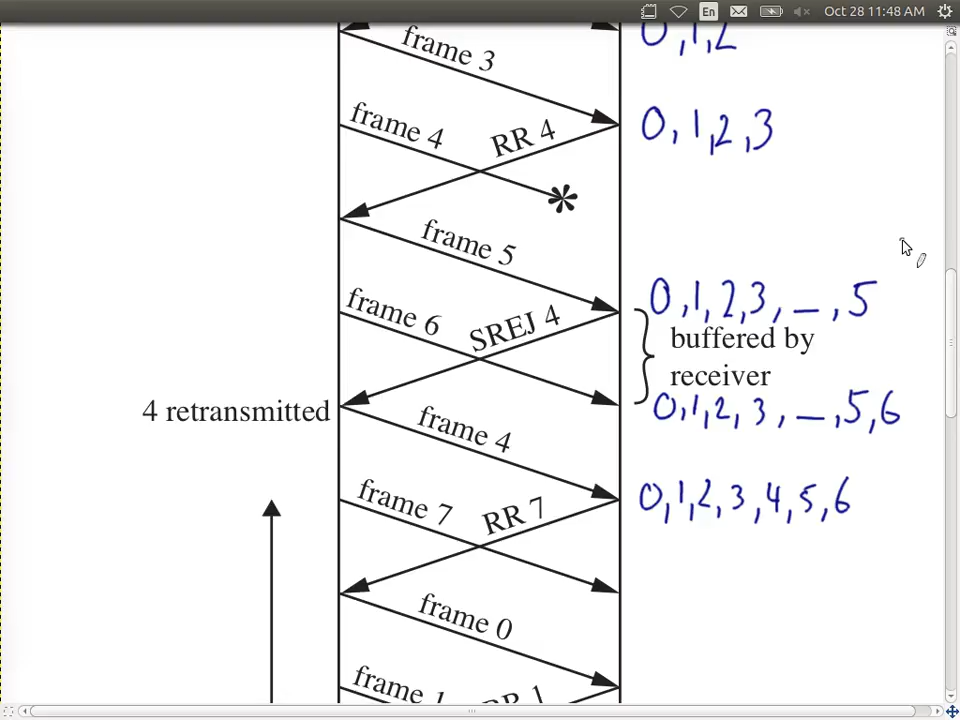 En Oct 28 11:48 AM
0,1,2
frame 3
frame 4
RR 4
0,1,2,3
*
frame 5
0,1,2,3,_,5
frame 6
SREJ 4
buffered by
receiver
4 retransmitted
0,1,2,3,_,5,6
frame 4
frame 7
RR 7
0,1,2,3,4,5,6
frame 0
frame 1
RR 1